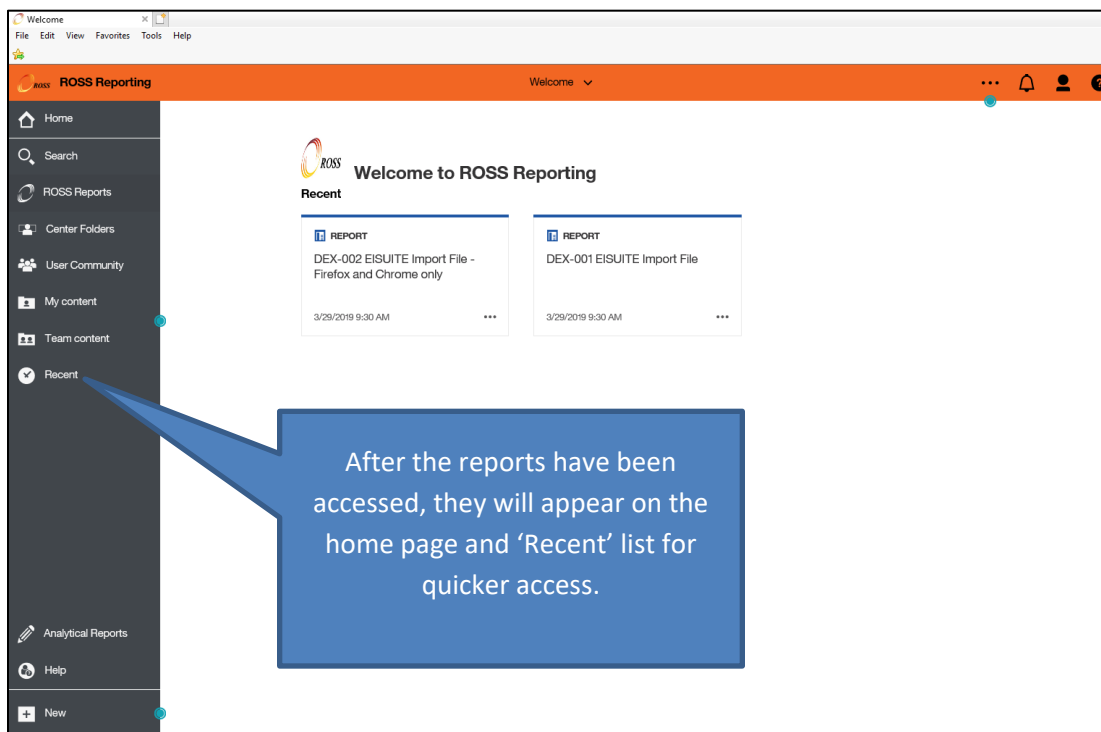 Welcome
File Edit View Favorites Tools Help
ROSS ROSS Reporting
Welcome
Home
Search
ROSS Reports
Center Folders
User Community
My content
Team content
Recent
Analytical Reports
Help
New
ROSS
Welcome to ROSS Reporting
Recent
REPORT
DEX-002 EISUITE Import File -
Firefox and Chrome only
3/29/2019 9:30 AM
REPORT
DEX-001 EISUITE Import File
3/29/2019 9:30 AM
After the reports have been
accessed, they will appear on the
home page and ‘Recent’ list for
quicker access.